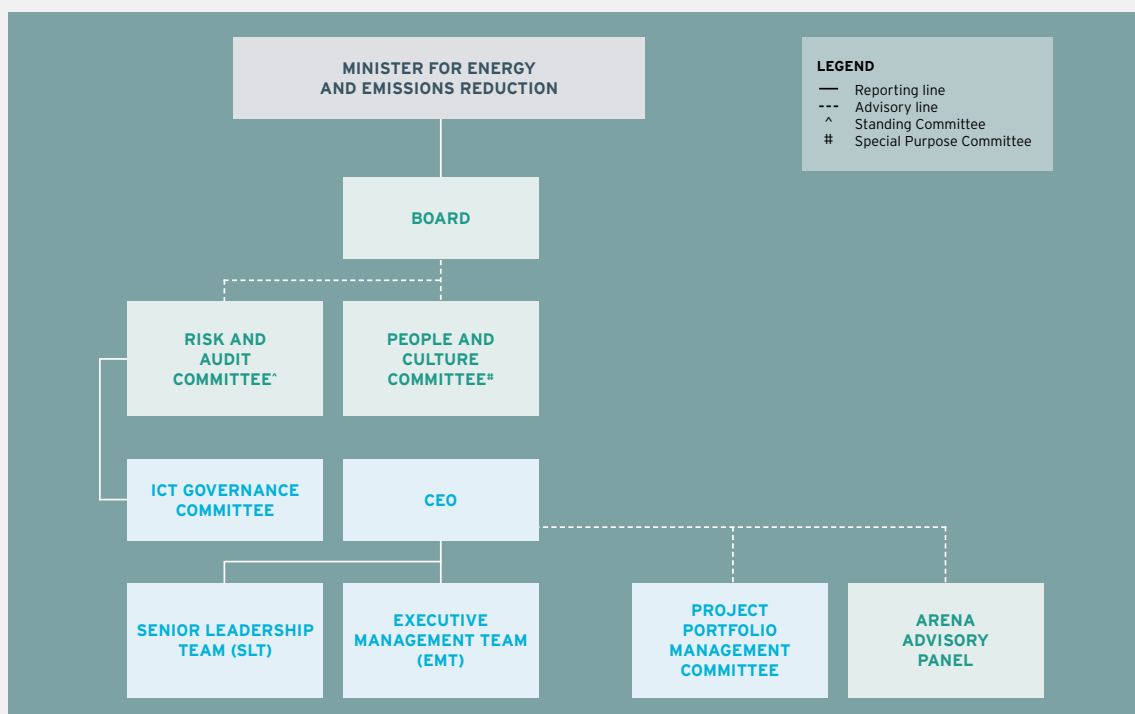 MINISTER FOR ENERGY
AND EMISSIONS REDUCTION
LEGEND
Reporting line
Advisory line
^ Standing Committee
# Special Purpose Committee
BOARD
RISK AND
AUDIT
COMMITTEE^
PEOPLE AND
CULTURE
COMMITTEE#
ICT GOVERNANCE
COMMITTEE
CEO
SENIOR LEADERSHIP
TEAM (SLT)
EXECUTIVE
MANAGEMENT TEAM
(EMT)
PROJECT
PORTFOLIO
MANAGEMENT
COMMITTEE
ARENA
ADVISORY
PANEL